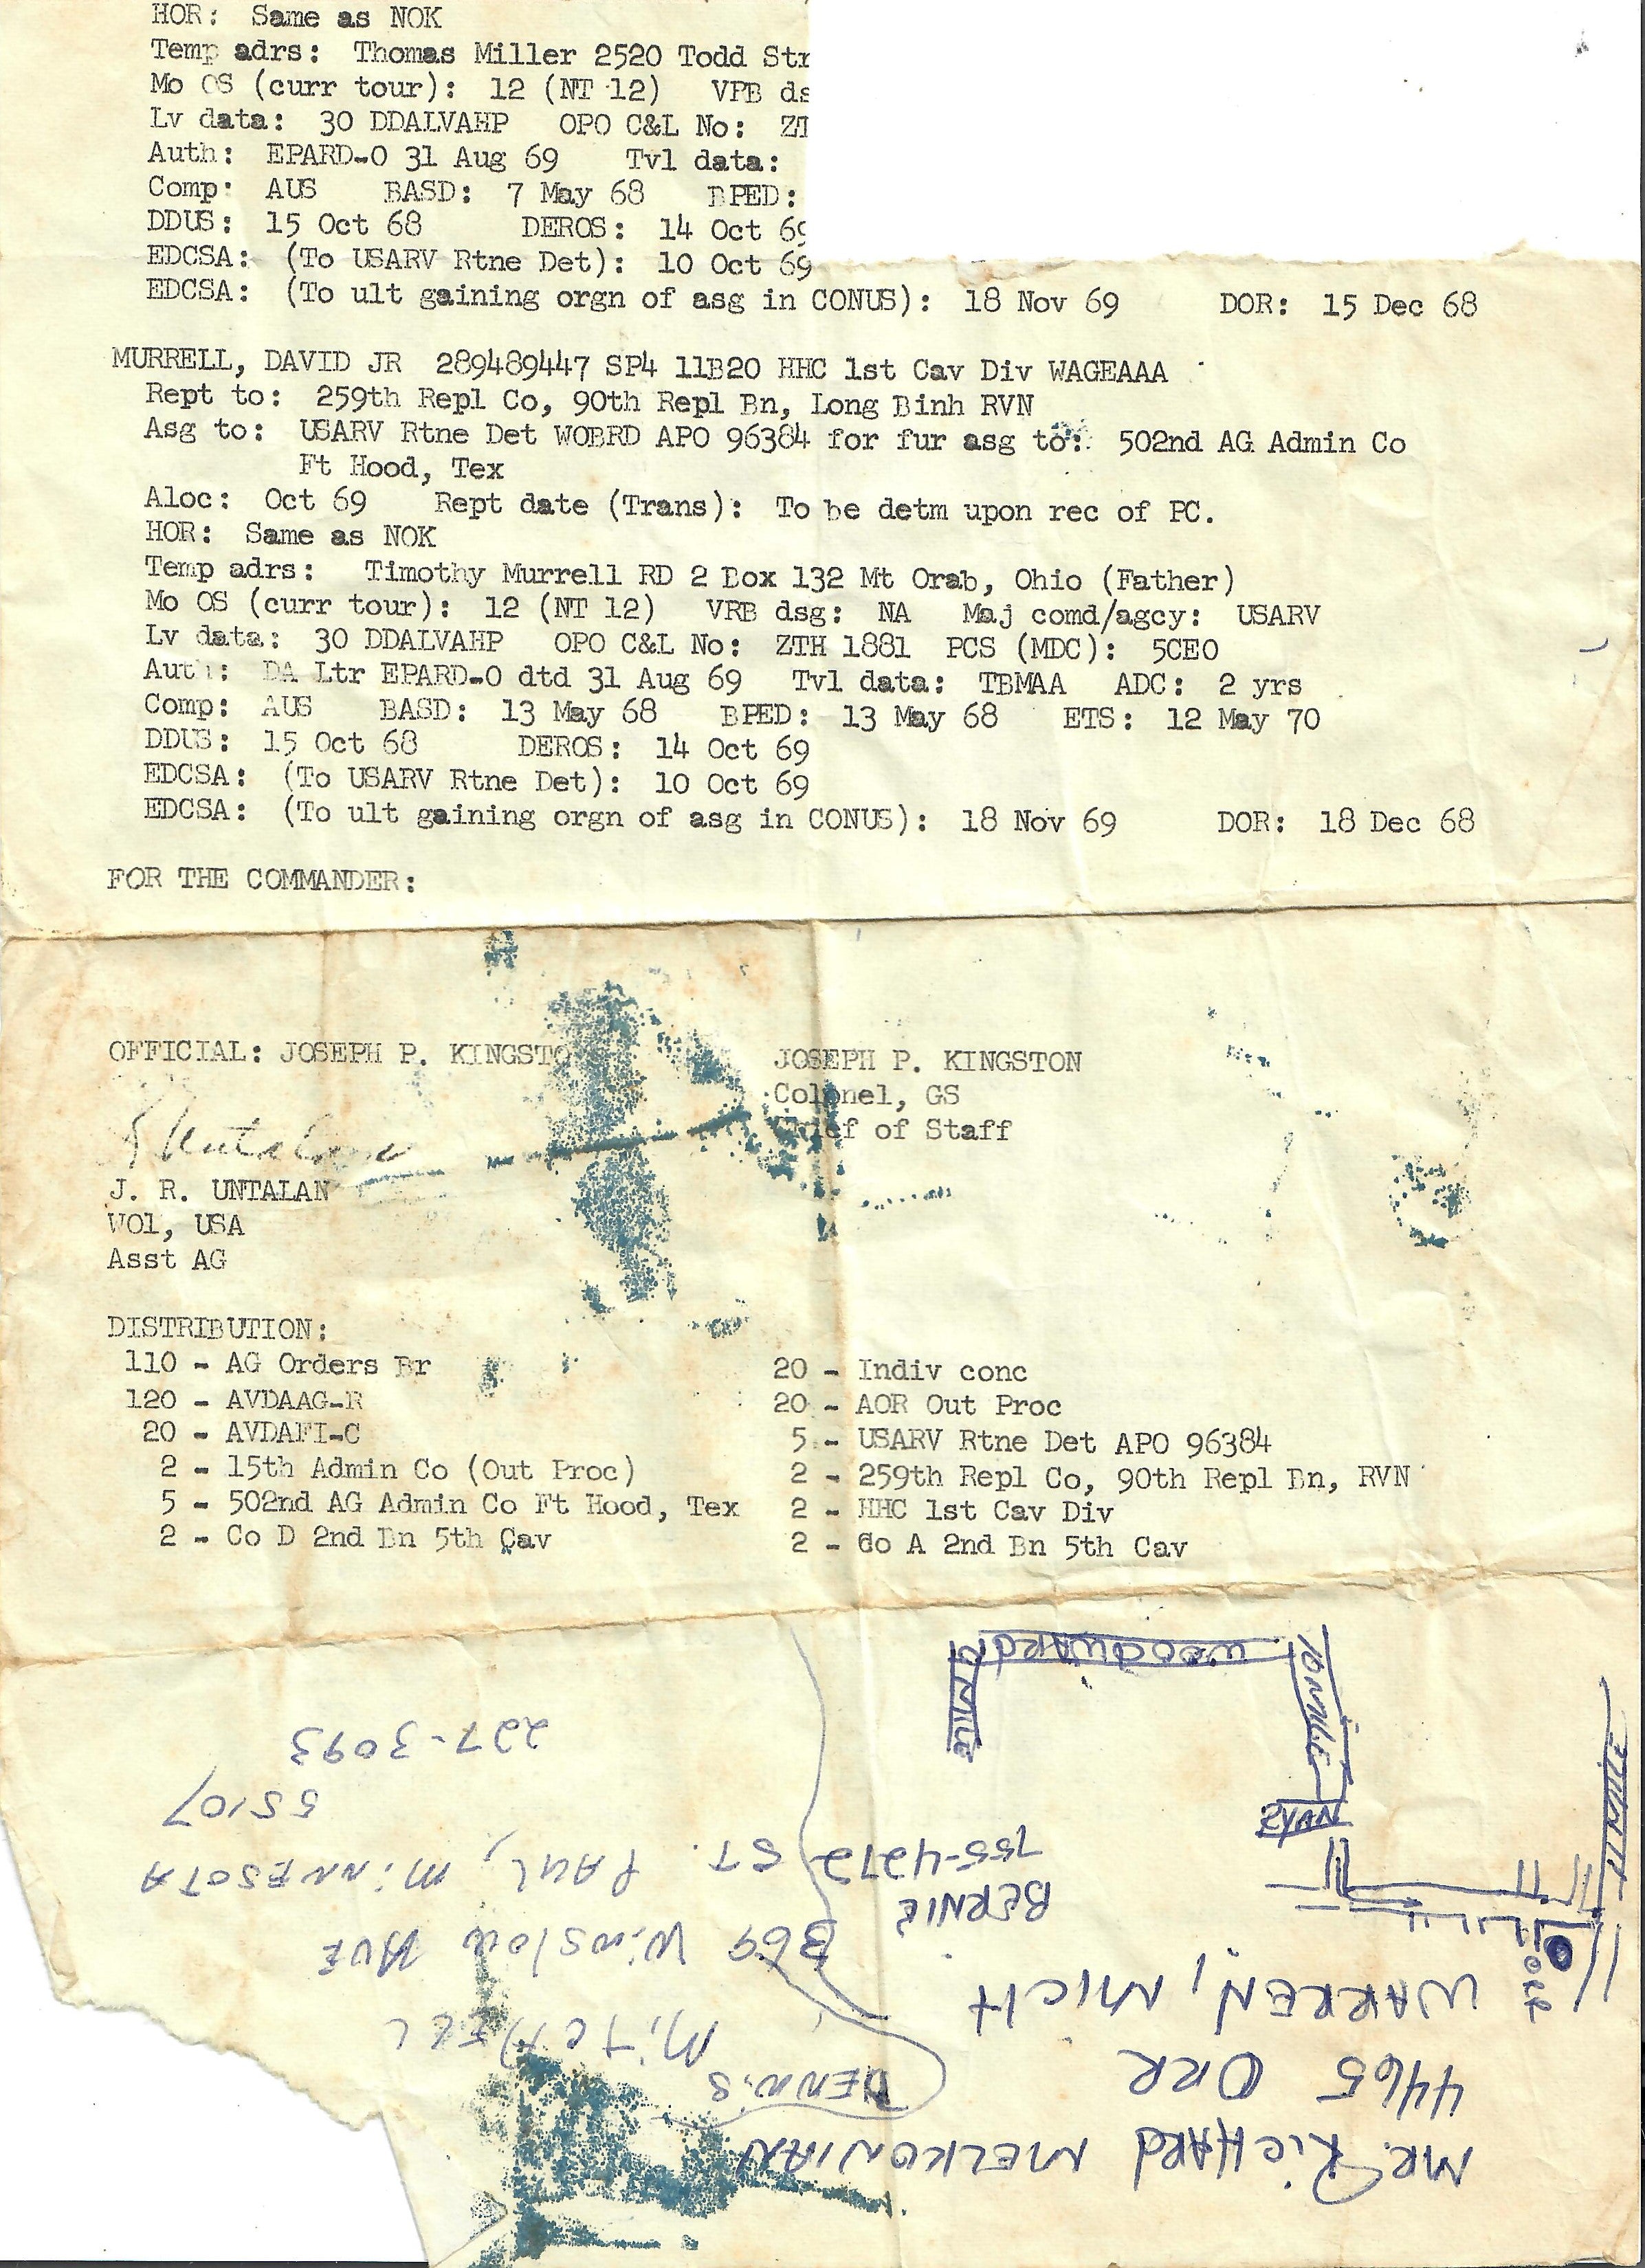 HOR: Same as NOK
Temp adrs: Thomas Miller 2520 Todd Str
Mo OS (curr tour): 12 (NT 12) VRB ds
Lv data: 30 DDALVAHP OPO C&L No: ZT
Auth: EPARD-O 31 Aug 69 Tvl data:
Comp: AUS BASD: 7 May 68 BPED:
DDUS: 15 Oct 68 DEROS: 14 Oct 69
EDCSA: (To USARV Rtne Det): 10 Oct 69
EDCSA: (To ult gaining orgn of asg in CONUS): 18 Nov 69 DOR: 15 Dec 68
MURRELL, DAVID JR 289489447 SP4 11B20 HHC 1st Cav Div WAGEAAA
Rept to: 259th Repl Co, 90th Repl Bn, Long Binh RVN
Asg to: USARV Rtne Det WOBRD APO 96384 for fur asg to: 502nd AG Admin Co
Ft Hood, Tex
Aloc: Oct 69 Rept date (Trans): To be detm upon rec of PC.
HOR: Same as NOK
Temp adrs: Timothy Murrell RD 2 Box 132 Mt Orab, Ohio (Father)
Mo OS (curr tour): 12 (NT 12) VRB dsg: NA Maj comd/agcy: USARV
Lv data: 30 DDALVAHP OPO C&L No: ZTH 1881 PCS (MDC): 5CEO
Auth: DA Ltr EPARD-O dtd 31 Aug 69 Tvl data: TBMAA ADC: 2 yrs
Comp: AUS BASD: 13 May 68 BPED: 13 May 68 ETS: 12 May 70
DDUS: 15 Oct 68 DEROS: 14 Oct 69
EDCSA: (To USARV Rtne Det): 10 Oct 69
EDCSA: (To ult gaining orgn of asg in CONUS): 18 Nov 69 DOR: 18 Dec 68
FOR THE COMMANDER:
OFFICIAL: JOSEPH P. KINGSTO
JOSEPH P. KINGSTON
Colonel, GS
Chief of Staff
J R Untalan
J. R. UNTALAN
WO1, USA
Asst AG
DISTRIBUTION:
110 - AG Orders Br
120 - AVDAAG-R
20 - AVDAFI-C
2 - 15th Admin Co (Out Proc)
5 - 502nd AG Admin Co Ft Hood, Tex
2 - Co D 2nd Bn 5th Cav
20 - Indiv conc
20 - AOR Out Proc
5 - USARV Rtne Det APO 96384
2 - 259th Repl Co, 90th Repl Bn, RVN
2 - HHC 1st Cav Div
2 - Co A 2nd Bn 5th Cav
MR. RICHARD MELKONIAN
4465 ORR
WARREN, MICH
BERNIE
755-4272
DENNIS
MITCHELL
369 Winslow AVE
ST. PAUL, MINNESOTA
55107
227-3093
ORR
11 MILE
RYAN
10 MILE
WOODWARD
9 MILE